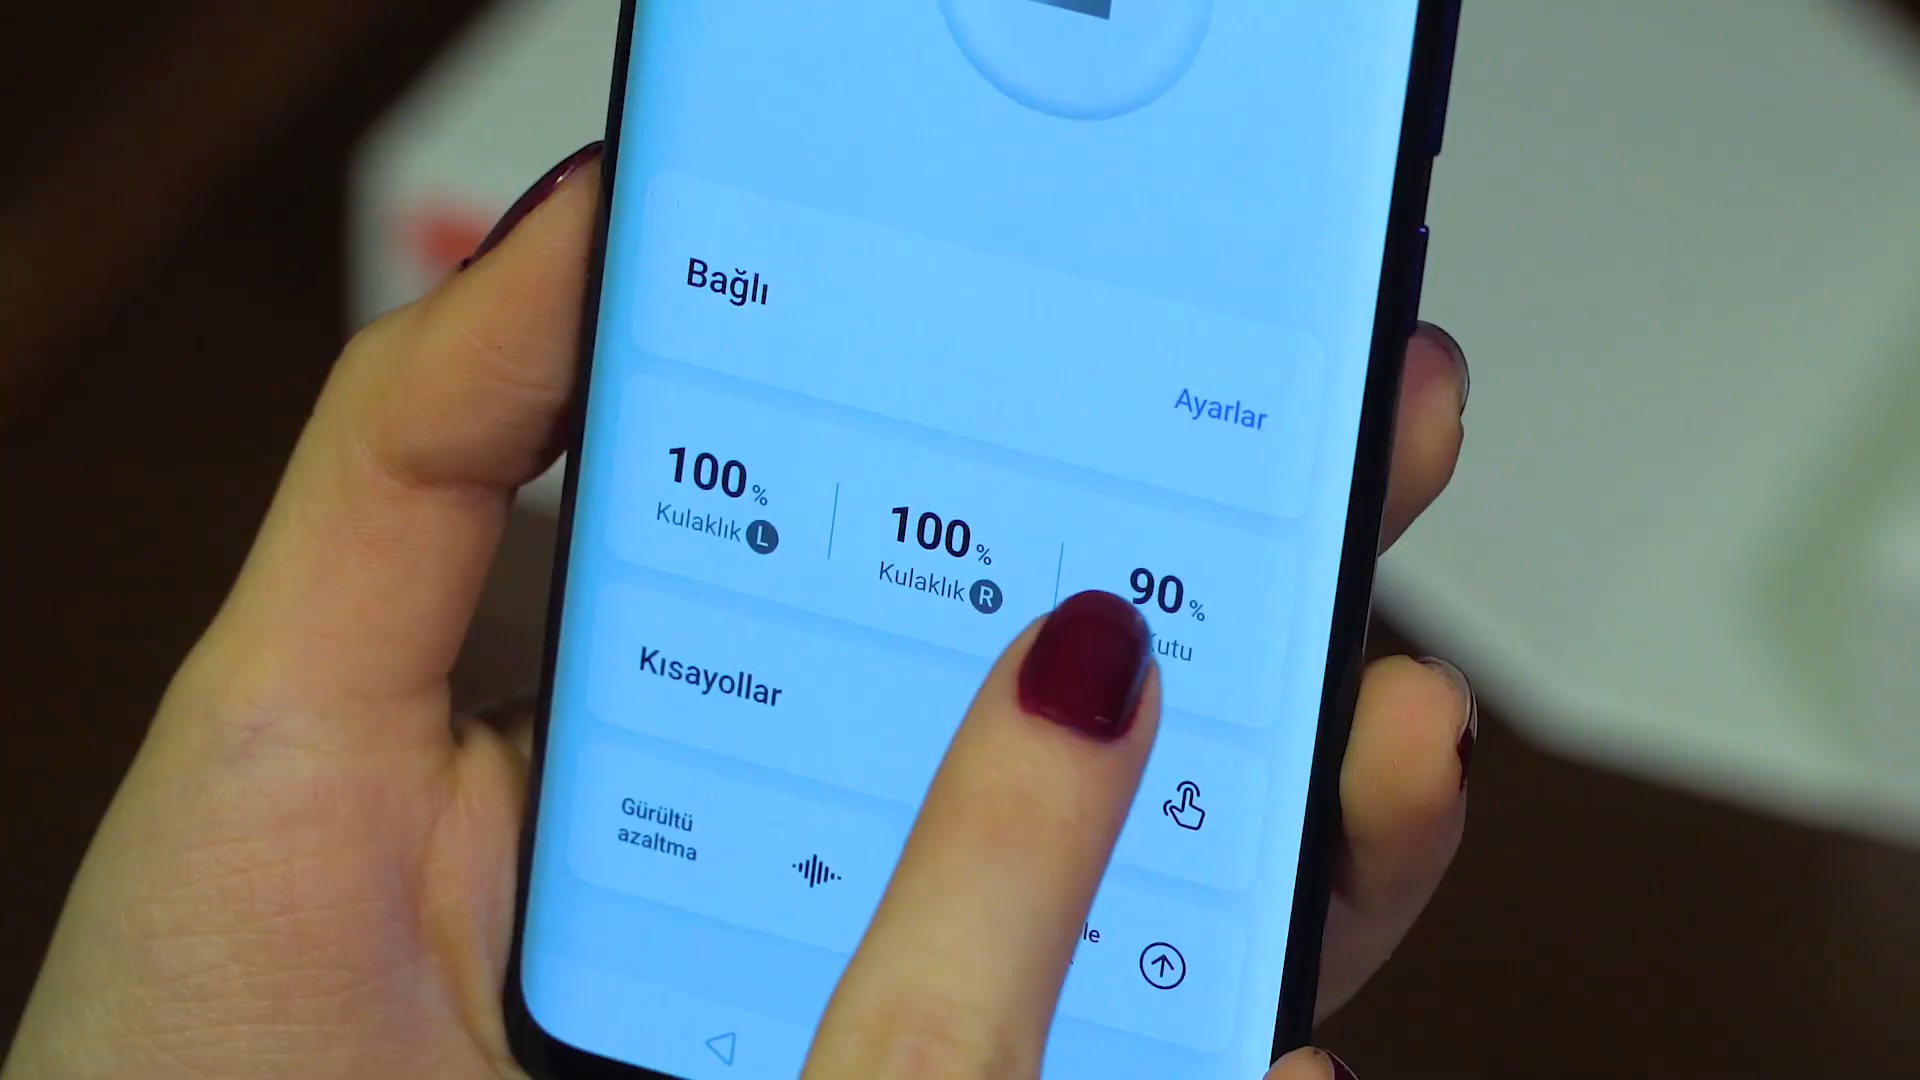 Bağlı
Ayarlar
100 %
Kulaklık L
100 %
Kulaklık R
90 %
Kısayollar
Gürültü
azaltma